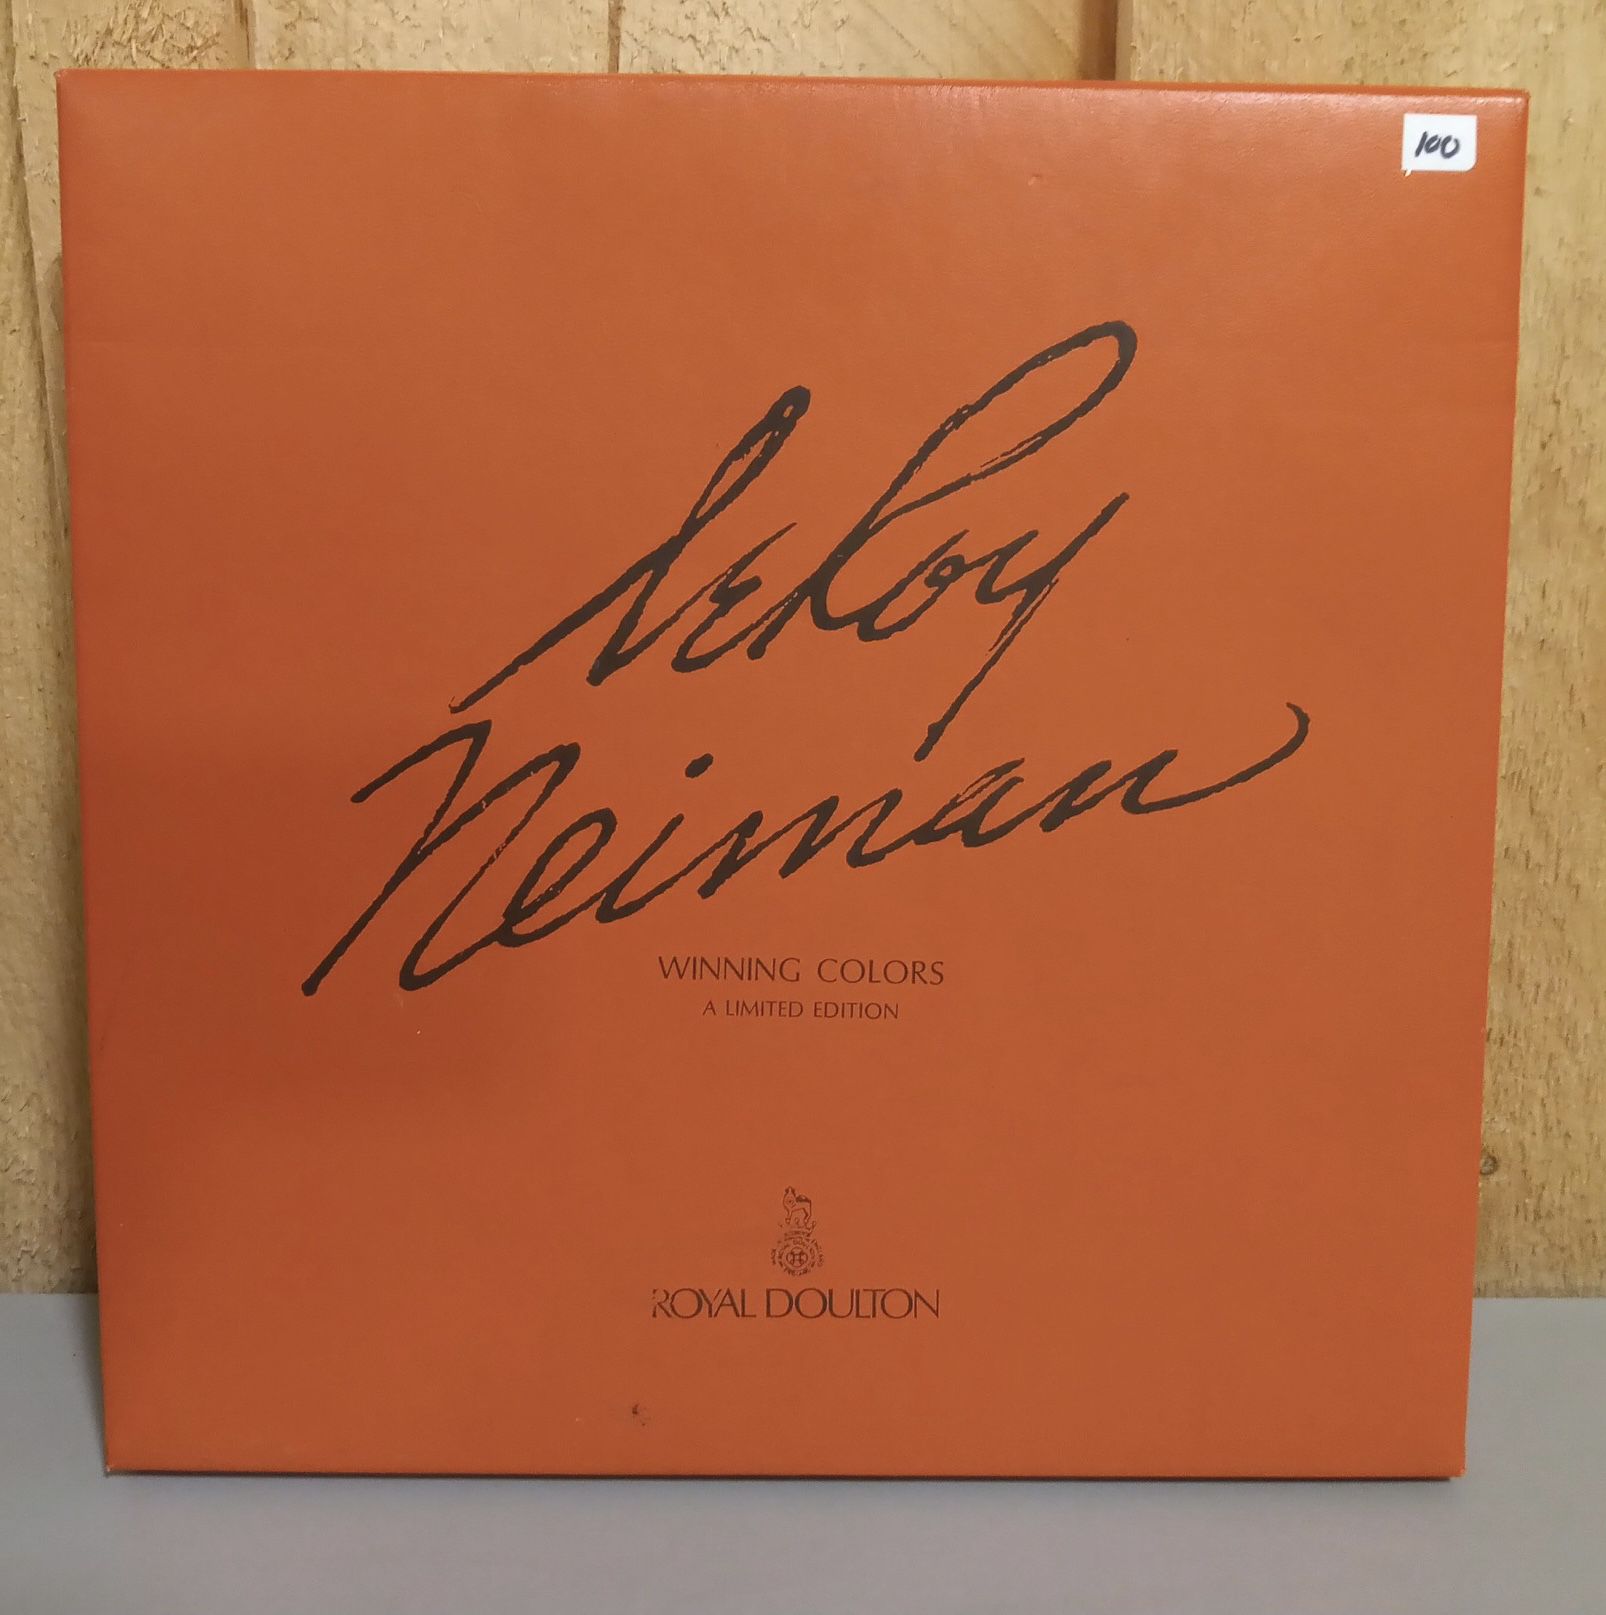 100
LeRoy
Neiman
WINNING COLORS
A LIMITED EDITION
ROYAL DOULTON